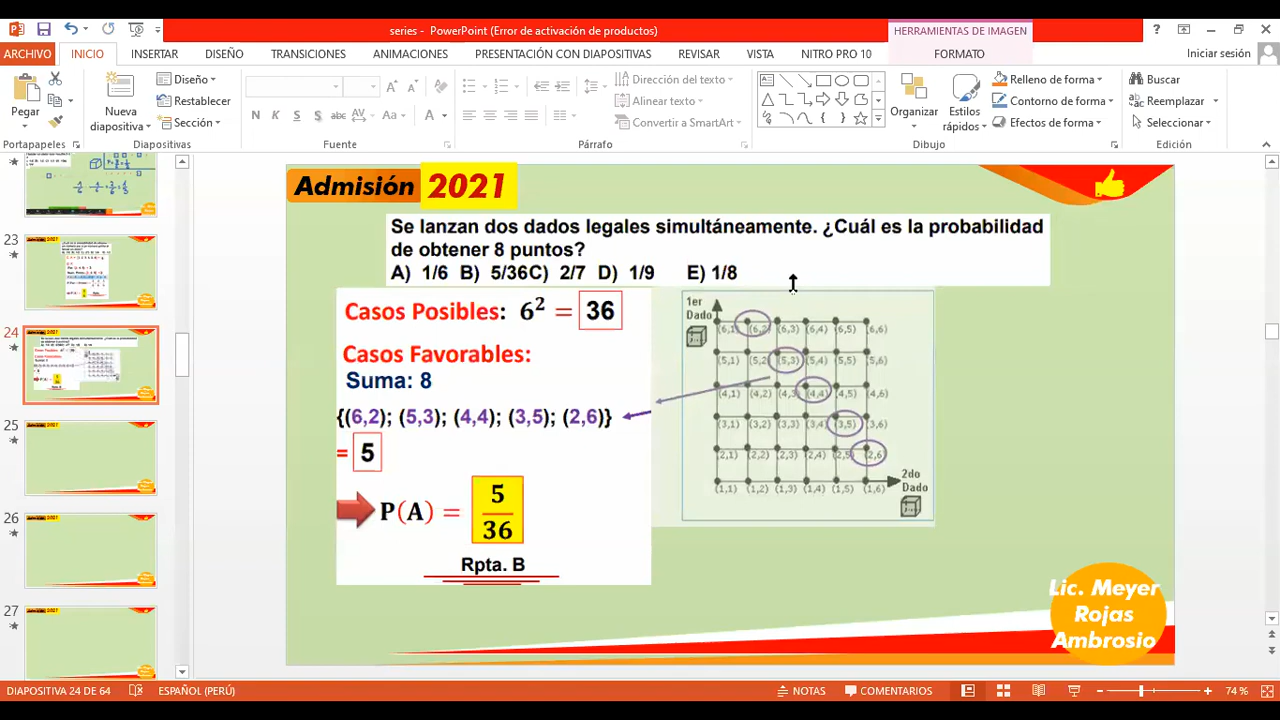 series - PowerPoint (Error de activación de productos)
HERRAMIENTAS DE IMAGEN
ARCHIVO INICIO INSERTAR DISEÑO TRANSICIONES ANIMACIONES PRESENTACIÓN CON DIAPOSITIVAS REVISAR VISTA NITRO PRO 10 FORMATO Iniciar sesión
Pegar
Nueva diapositiva
Diseño
Restablecer
Sección
N K S S abc AV Aa A
Dirección del texto
Alinear texto
Convertir a SmartArt
Organizar
Estilos rápidos
Relleno de forma
Contorno de forma
Efectos de forma
Buscar
Reemplazar
Seleccionar
Portapapeles Diapositivas Fuente Párrafo Dibujo Edición
23
24
25
26
27
Admisión 2021
Se lanzan dos dados legales simultáneamente. ¿Cuál es la probabilidad
de obtener 8 puntos?
A) 1/6 B) 5/36C) 2/7 D) 1/9 E) 1/8
Casos Posibles: 6² = 36
Casos Favorables:
Suma: 8
{(6,2); (5,3); (4,4); (3,5); (2,6)}
= 5
P(A) = 5/36
Rpta. B
1er
Dado
(6,1) (6,2) (6,3) (6,4) (6,5) (6,6)
(5,1) (5,2) (5,3) (5,4) (5,5) (5,6)
(4,1) (4,2) (4,3) (4,4) (4,5) (4,6)
(3,1) (3,2) (3,3) (3,4) (3,5) (3,6)
(2,1) (2,2) (2,3) (2,4) (2,5) (2,6)
(1,1) (1,2) (1,3) (1,4) (1,5) (1,6)
2do
Dado
Lic. Meyer
Rojas
Ambrosio
DIAPOSITIVA 24 DE 64 ESPAÑOL (PERÚ) NOTAS COMENTARIOS 74 %